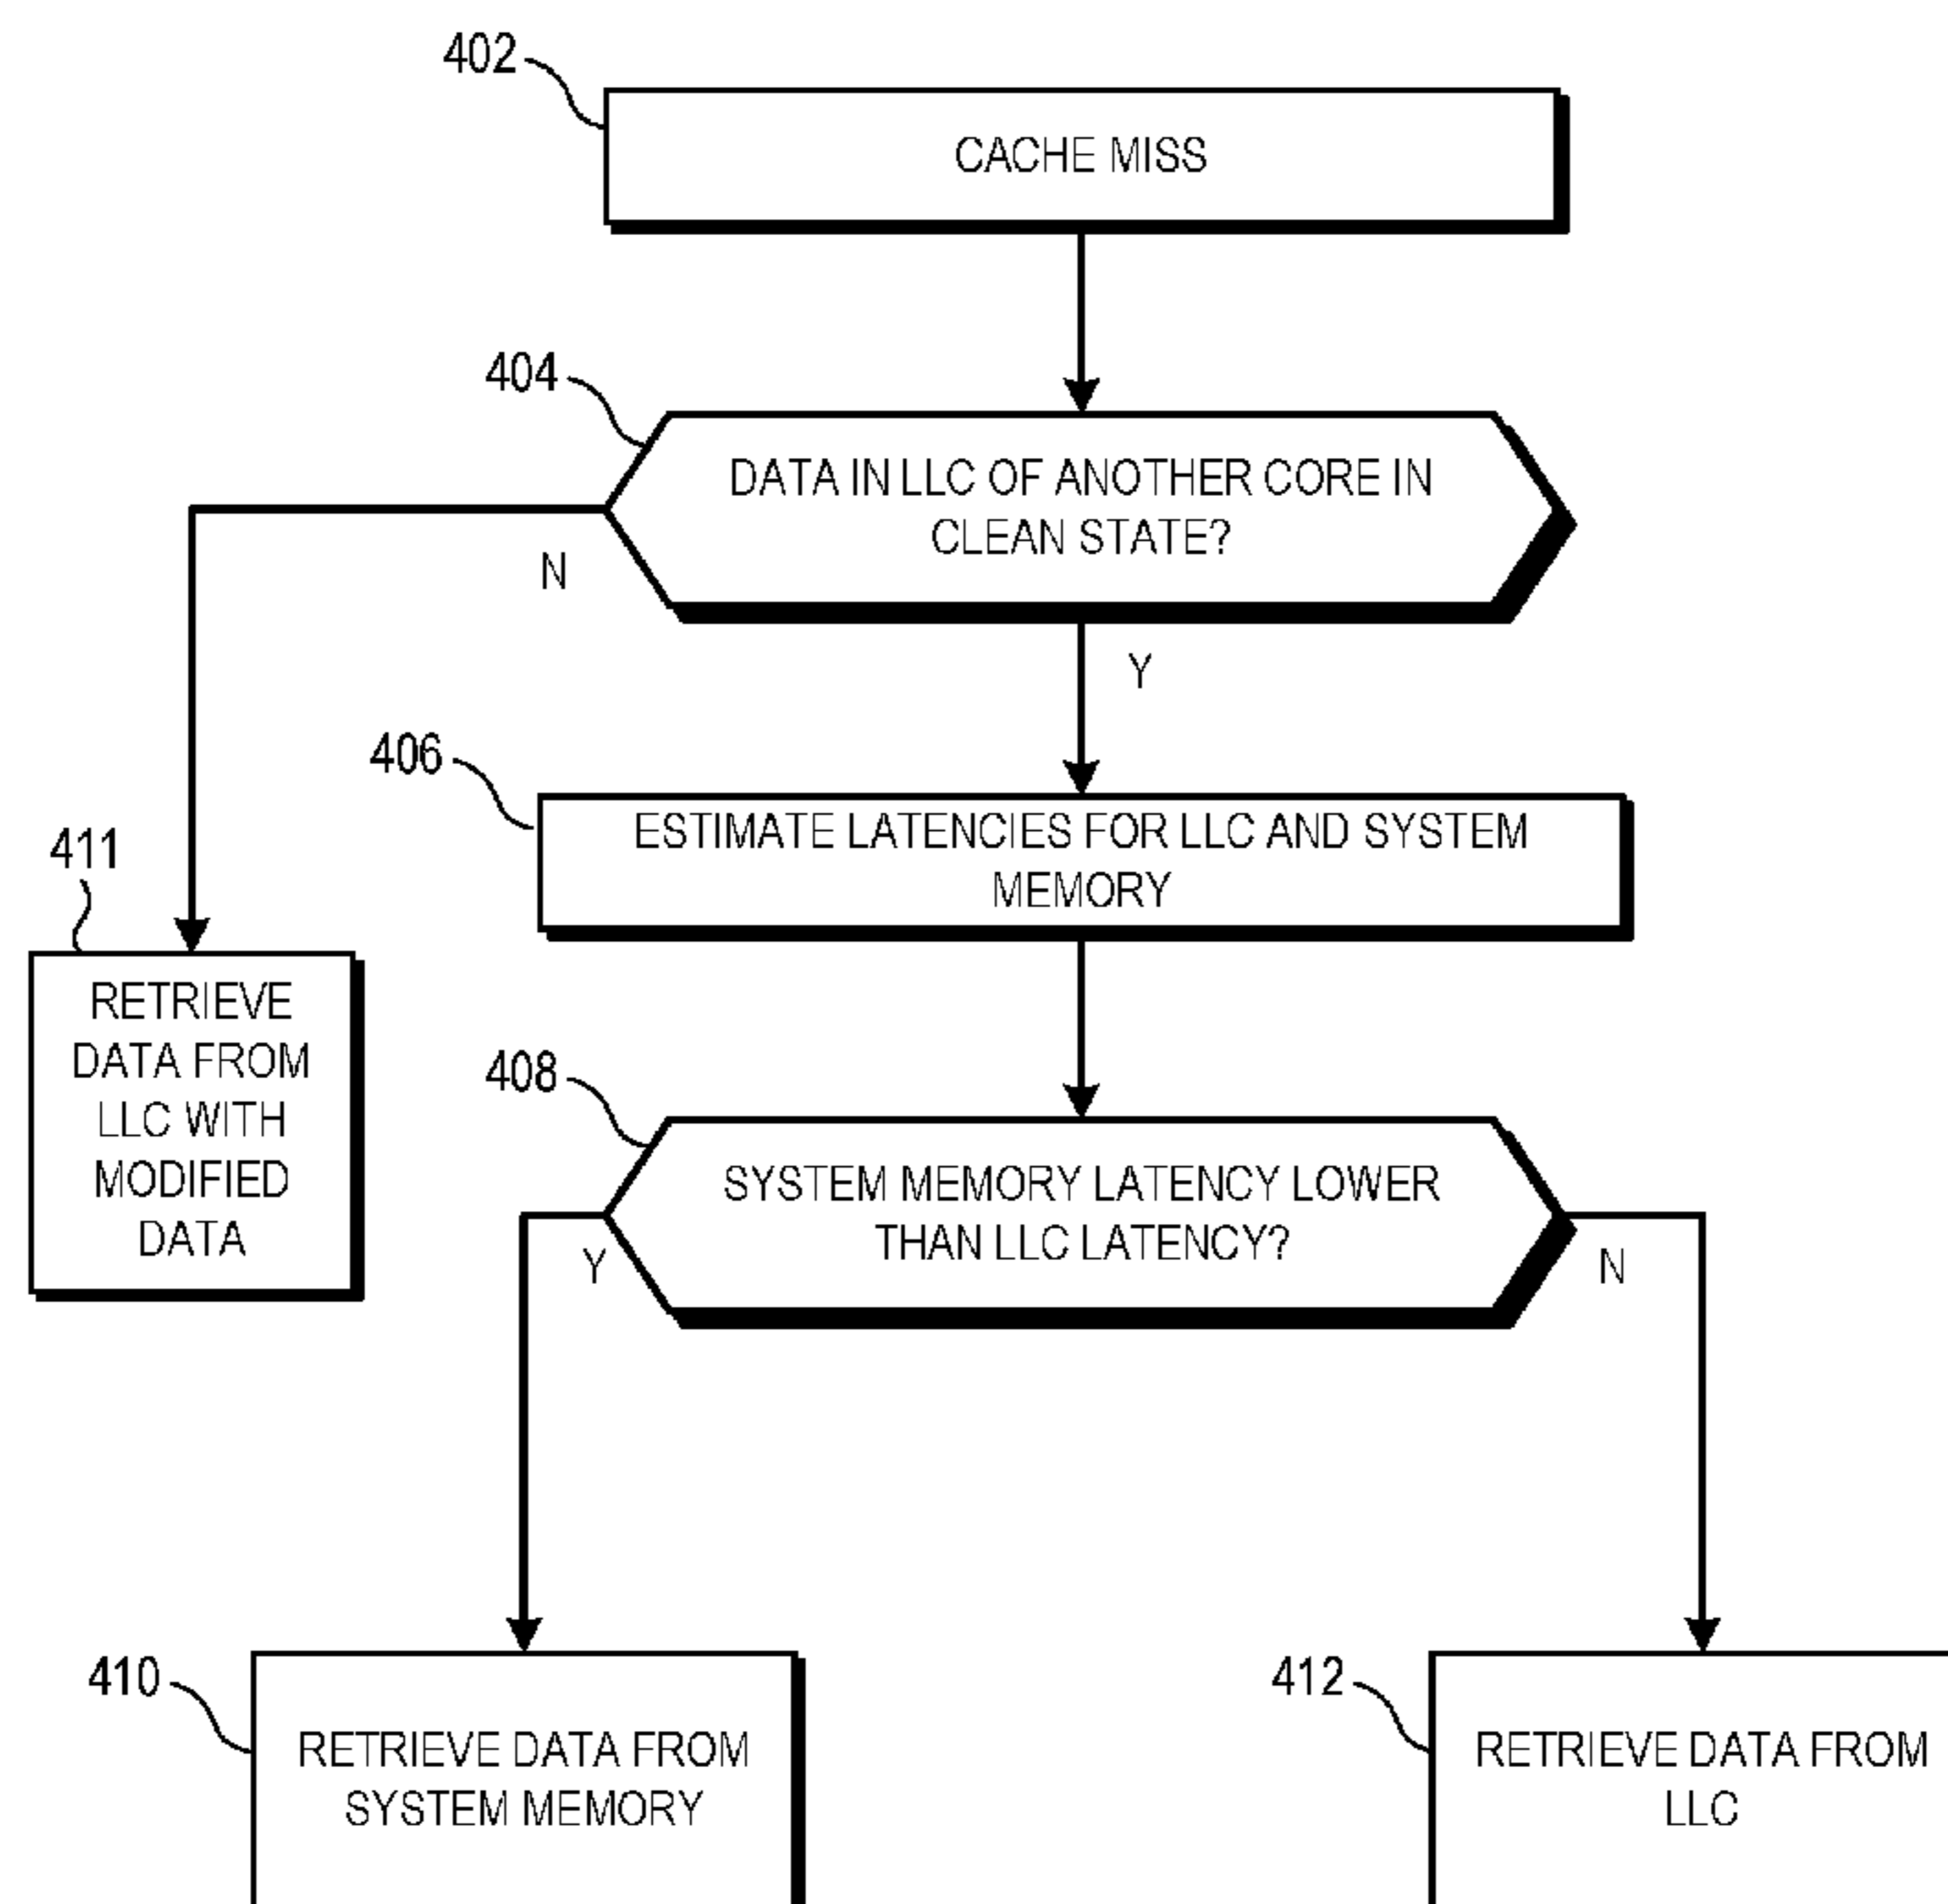 402
CACHE MISS
404
DATA IN LLC OF ANOTHER CORE IN
CLEAN STATE?
N
Y
406
ESTIMATE LATENCIES FOR LLC AND SYSTEM
MEMORY
411
RETRIEVE
DATA FROM
LLC WITH
MODIFIED
DATA
408
SYSTEM MEMORY LATENCY LOWER
THAN LLC LATENCY?
Y
N
410
RETRIEVE DATA FROM
SYSTEM MEMORY
412
RETRIEVE DATA FROM
LLC